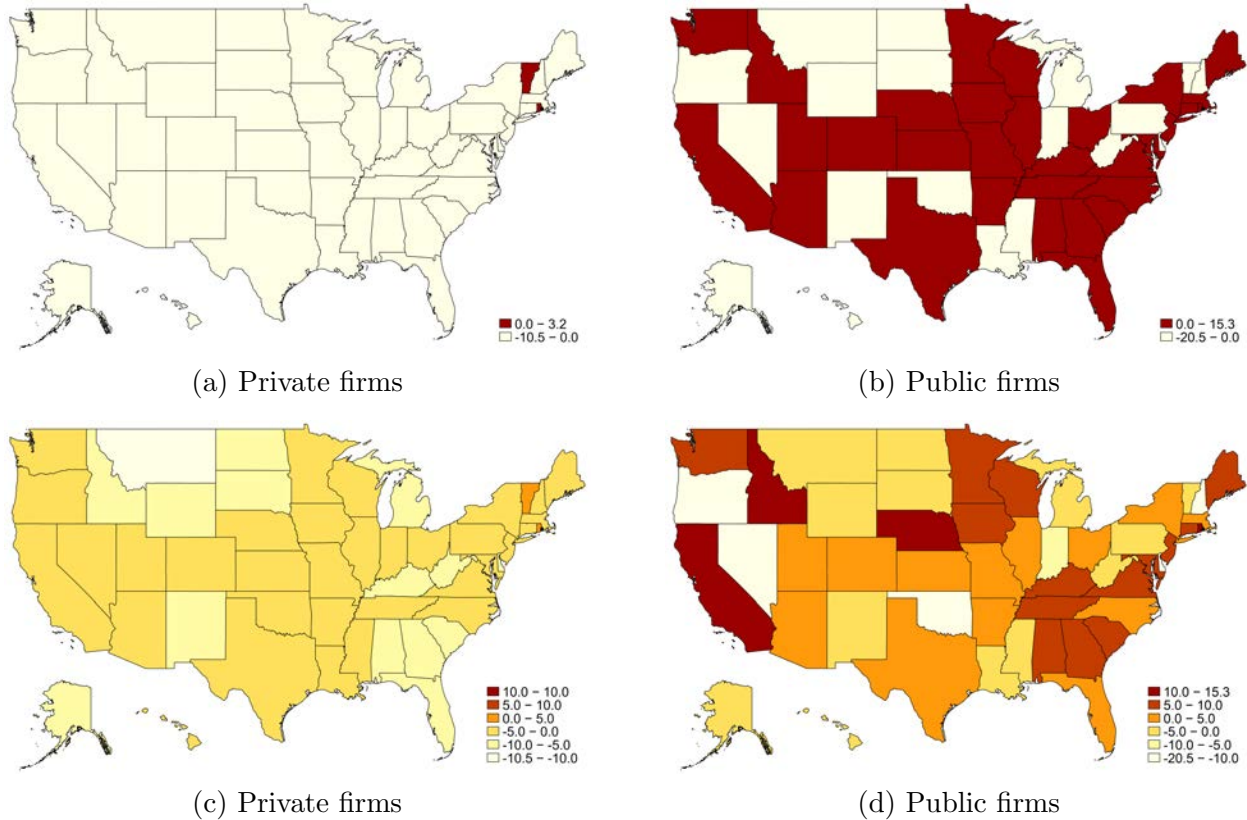 0.0 − 3.2
-10.5 − 0.0
0.0 − 15.3
-20.5 − 0.0
(a) Private firms
(b) Public firms
10.0 − 10.0
5.0 − 10.0
0.0 − 5.0
-5.0 − 0.0
-10.0 − -5.0
-10.5 − -10.0
10.0 − 15.3
5.0 − 10.0
0.0 − 5.0
-5.0 − 0.0
-10.0 − -5.0
-20.5 − -10.0
(c) Private firms
(d) Public firms